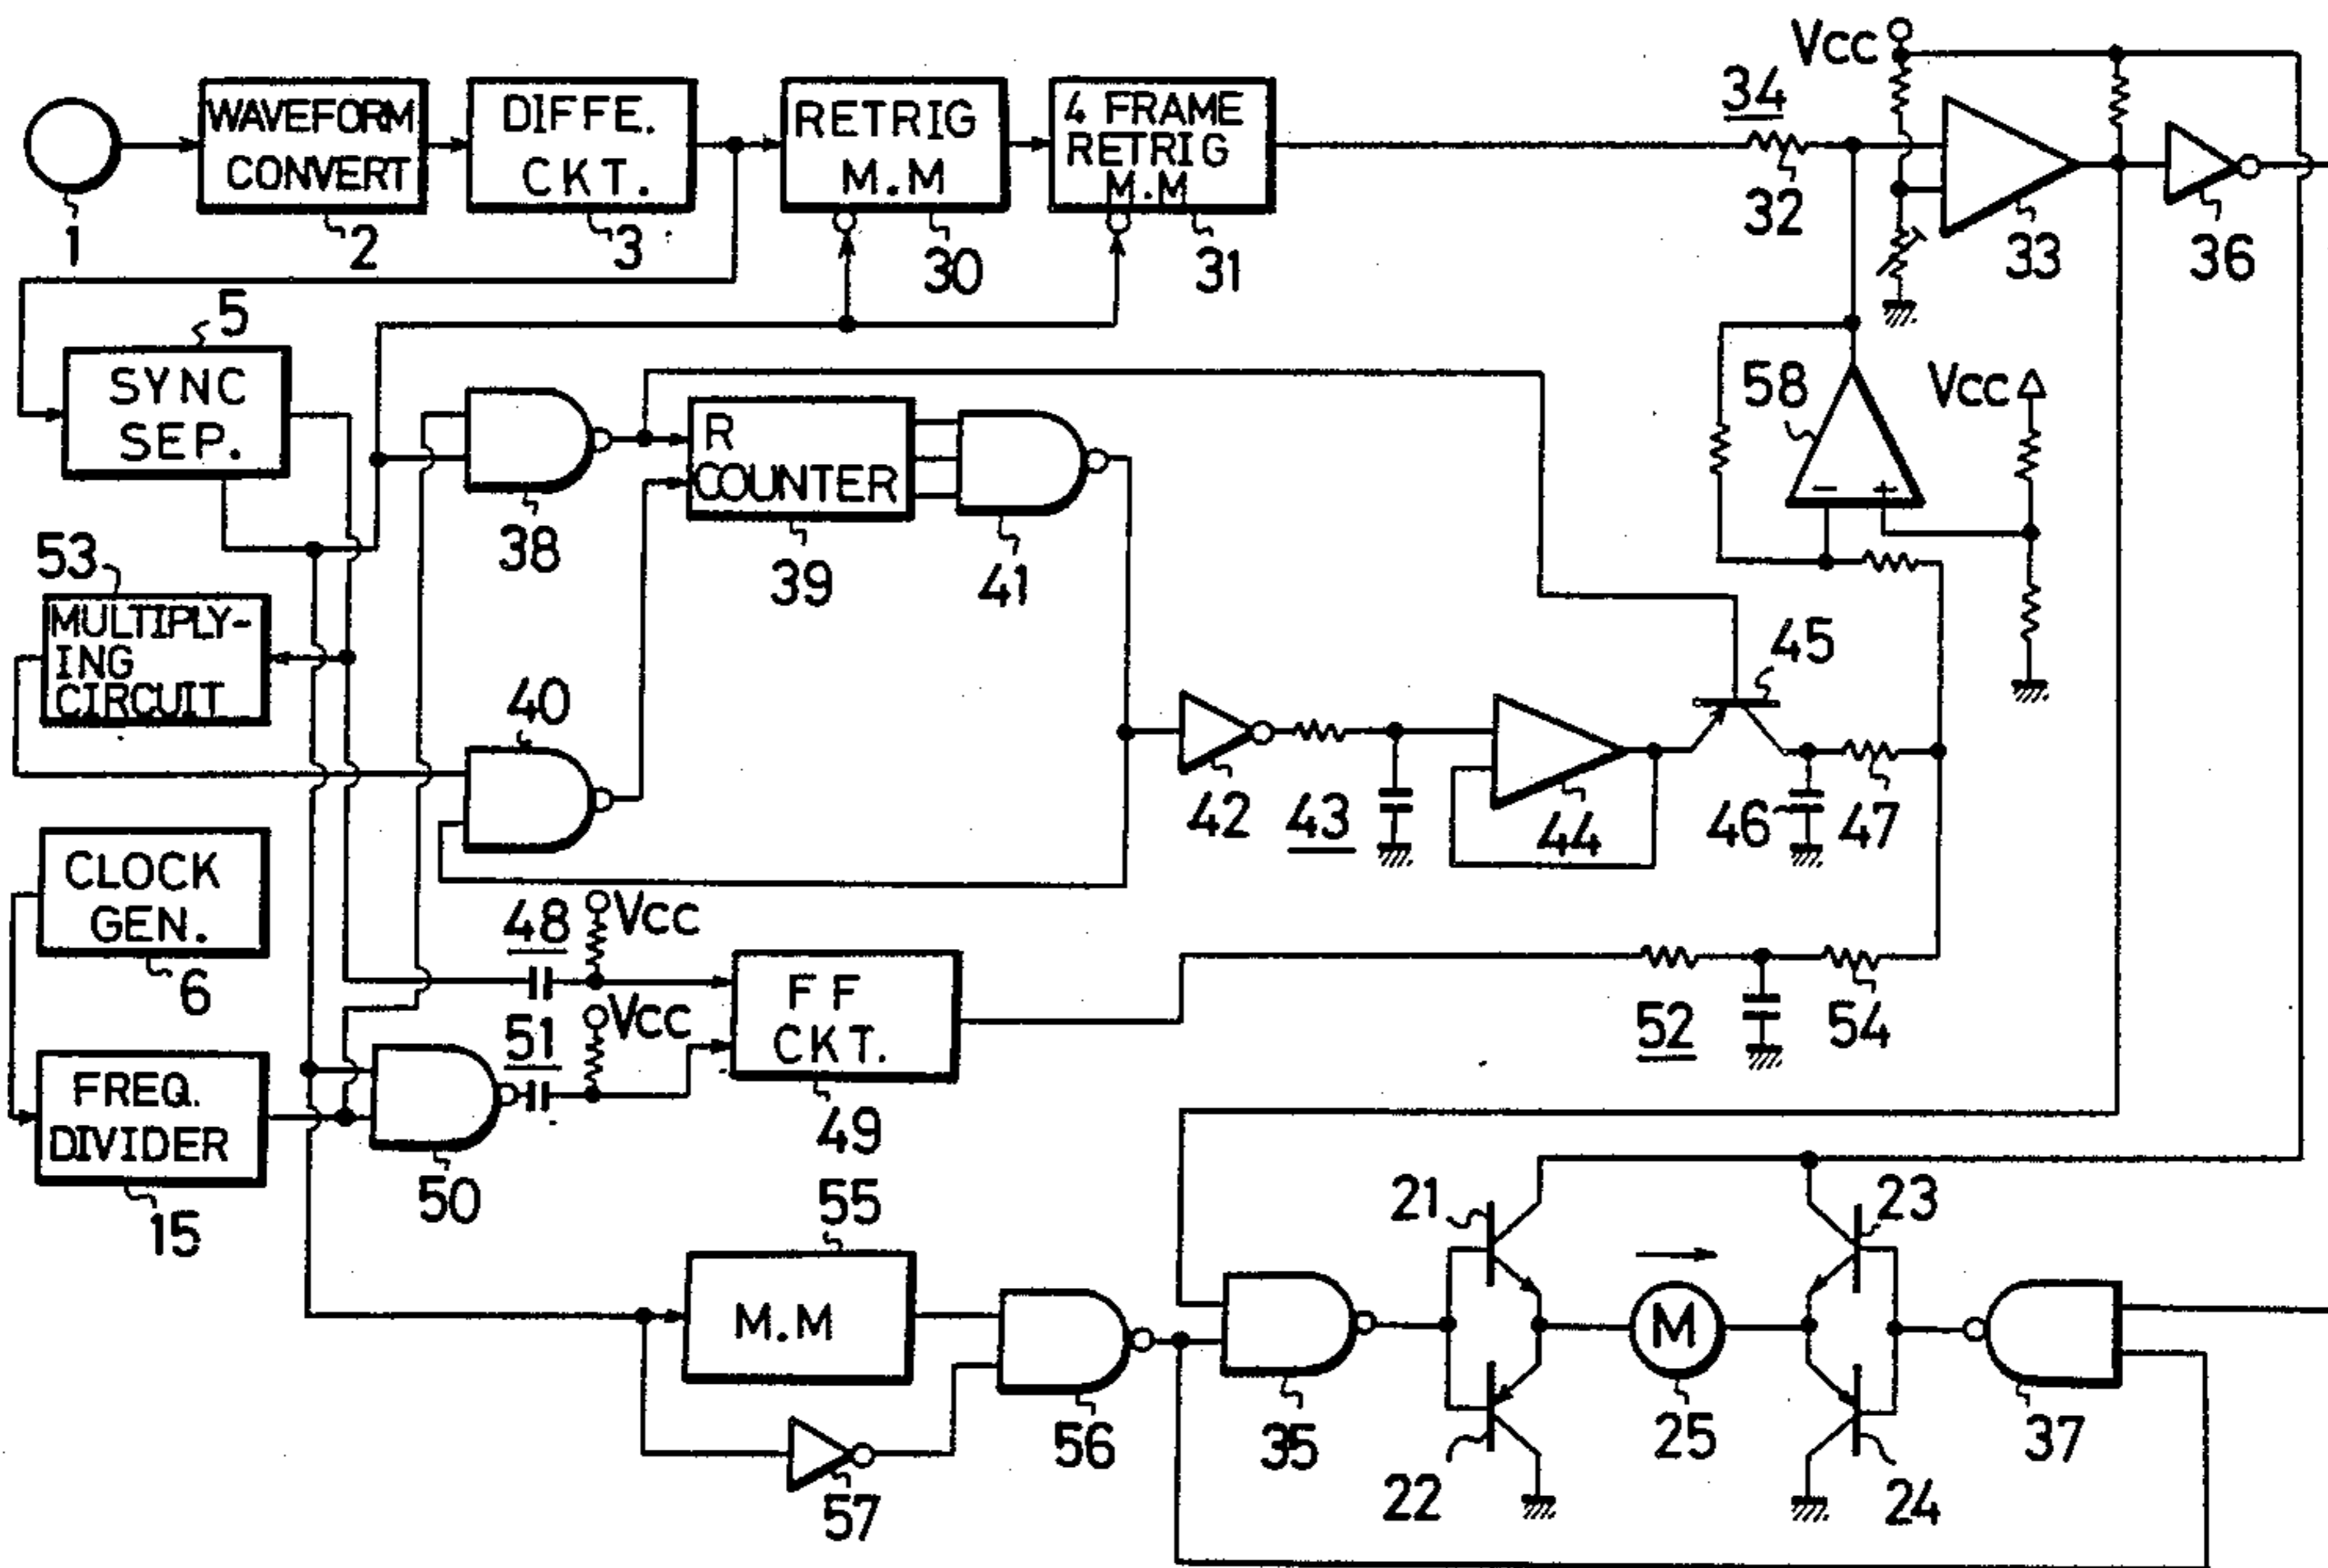 Vcc
WAVEFORM
CONVERT
DIFFE.
CKT.
RETRIG
M.M
4 FRAME
RETRIG
M.M
34
1
2
3
30
31
32
33
36
5
SYNC
SEP.
R
COUNTER
38
39
41
58
Vcc
-
+
53
MULTIPLY-
ING
CIRCUIT
40
45
42
43
44
46
47
CLOCK
GEN.
6
48
Vcc
51
Vcc
FF
CKT.
49
52
54
FREQ.
DIVIDER
15
50
55
M.M
56
57
35
21
22
M
25
23
24
37